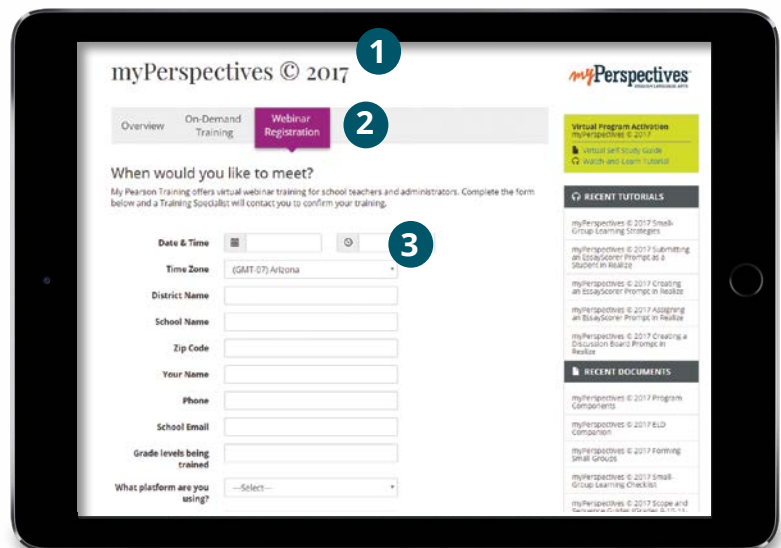 1
myPerspectives © 2017
myPerspectives
ENGLISH LANGUAGE ARTS
Overview
On-Demand
Training
Webinar
Registration
2
When would you like to meet?
My Pearson Training offers virtual webinar training for school teachers and administrators. Complete the form
below and a Training Specialist will contact you to confirm your training.
3
Date & Time
Time Zone
(GMT-07) Arizona
District Name
School Name
Zip Code
Your Name
Phone
School Email
Grade levels being
trained
What platform are you
using?
---Select---
Virtual Program Activation
myPerspectives © 2017
Virtual Self Study Guide
Watch and Learn Tutorial
RECENT TUTORIALS
myPerspectives © 2017 Small-
Group Learning Strategies
myPerspectives © 2017 Submitting
an EssayScorer Prompt as a
Student in Realize
myPerspectives © 2017 Creating
an EssayScorer Prompt in Realize
myPerspectives © 2017 Assigning
an EssayScorer Prompt in Realize
myPerspectives © 2017 Creating a
Discussion Board Prompt in
Realize
RECENT DOCUMENTS
myPerspectives © 2017 Program
Components
myPerspectives © 2017 ELD
Companion
myPerspectives © 2017 Forming
Small Groups
myPerspectives © 2017 Small-
Group Learning Checklist
myPerspectives © 2017 Scope and
Sequence Guides (Grades